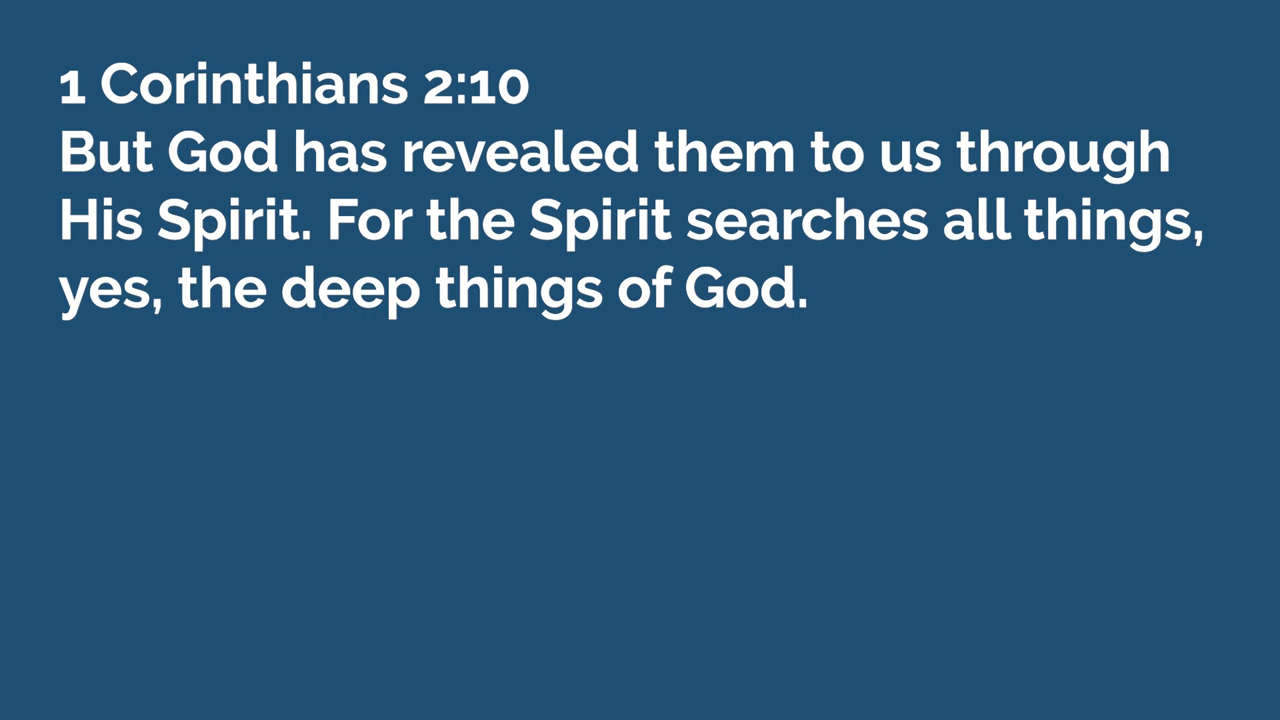 1 Corinthians 2:10
But God has revealed them to us through
His Spirit. For the Spirit searches all things,
yes, the deep things of God.